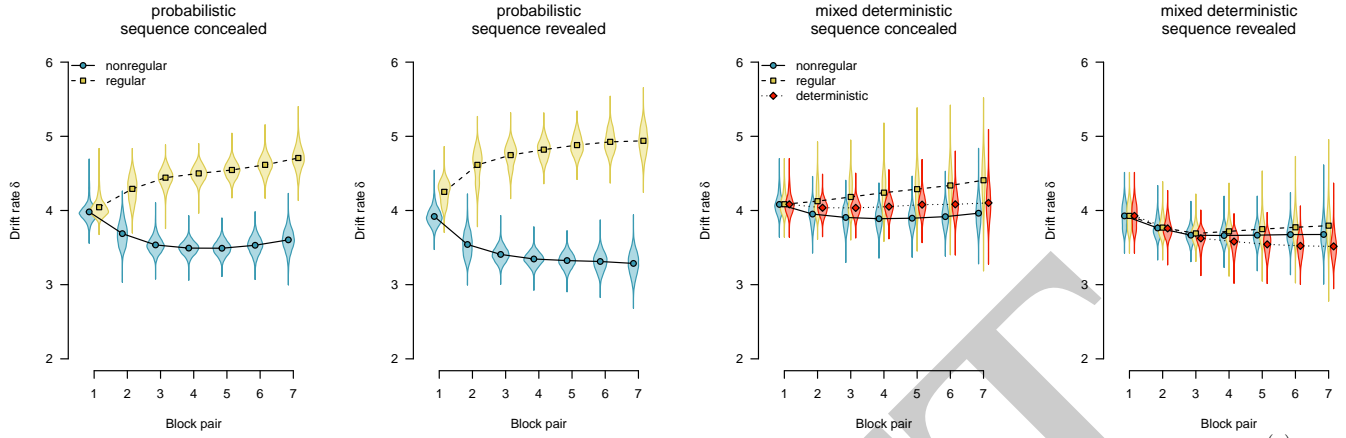 probabilistic
sequence concealed
6
5
4
3
2
Drift rate δ
nonregular
regular
1 2 3 4 5 6 7
Block pair
probabilistic
sequence revealed
6
5
4
3
2
Drift rate δ
1 2 3 4 5 6 7
Block pair
mixed deterministic
sequence concealed
6
5
4
3
2
Drift rate δ
nonregular
regular
deterministic
1 2 3 4 5 6 7
Block pair
mixed deterministic
sequence revealed
6
5
4
3
2
Drift rate δ
1 2 3 4 5 6 7
Block pair
T